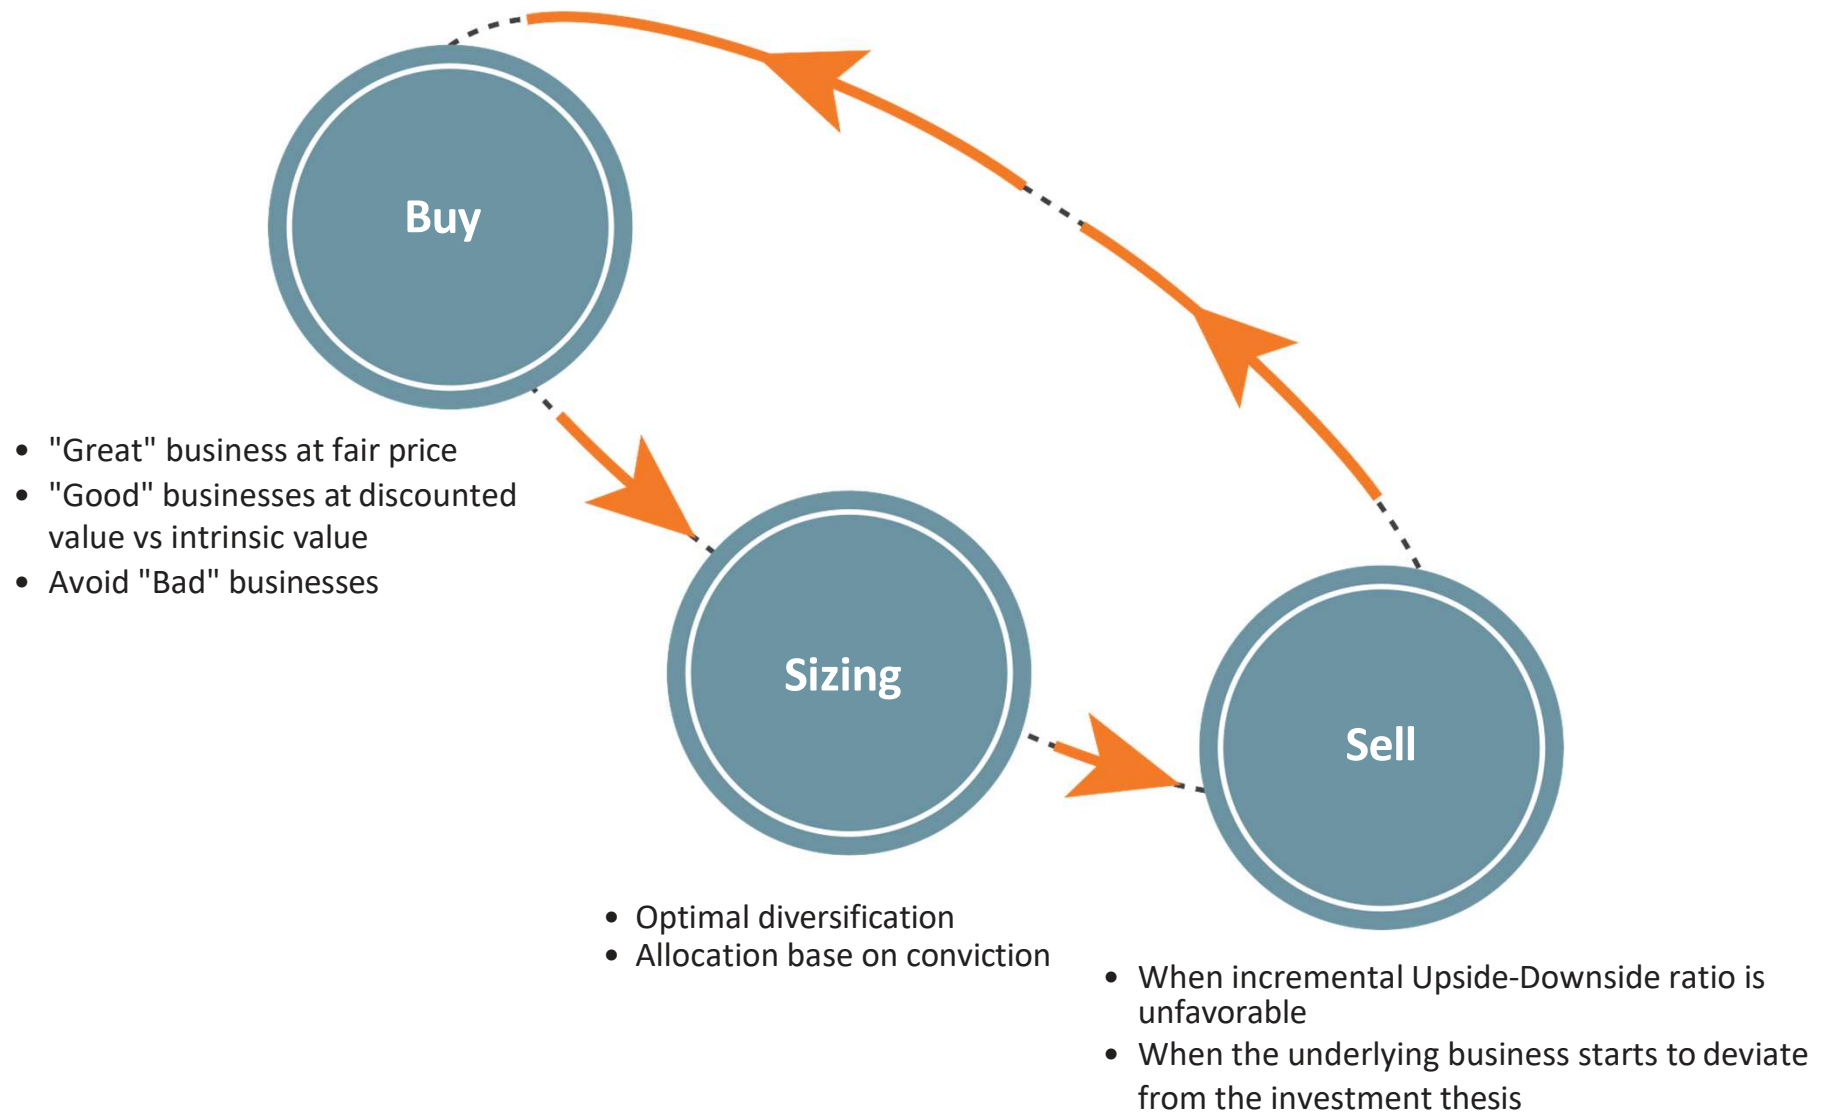 Buy
• "Great" business at fair price
• "Good" businesses at discounted
value vs intrinsic value
• Avoid "Bad" businesses
Sizing
• Optimal diversification
• Allocation base on conviction
Sell
• When incremental Upside-Downside ratio is
unfavorable
• When the underlying business starts to deviate
from the investment thesis